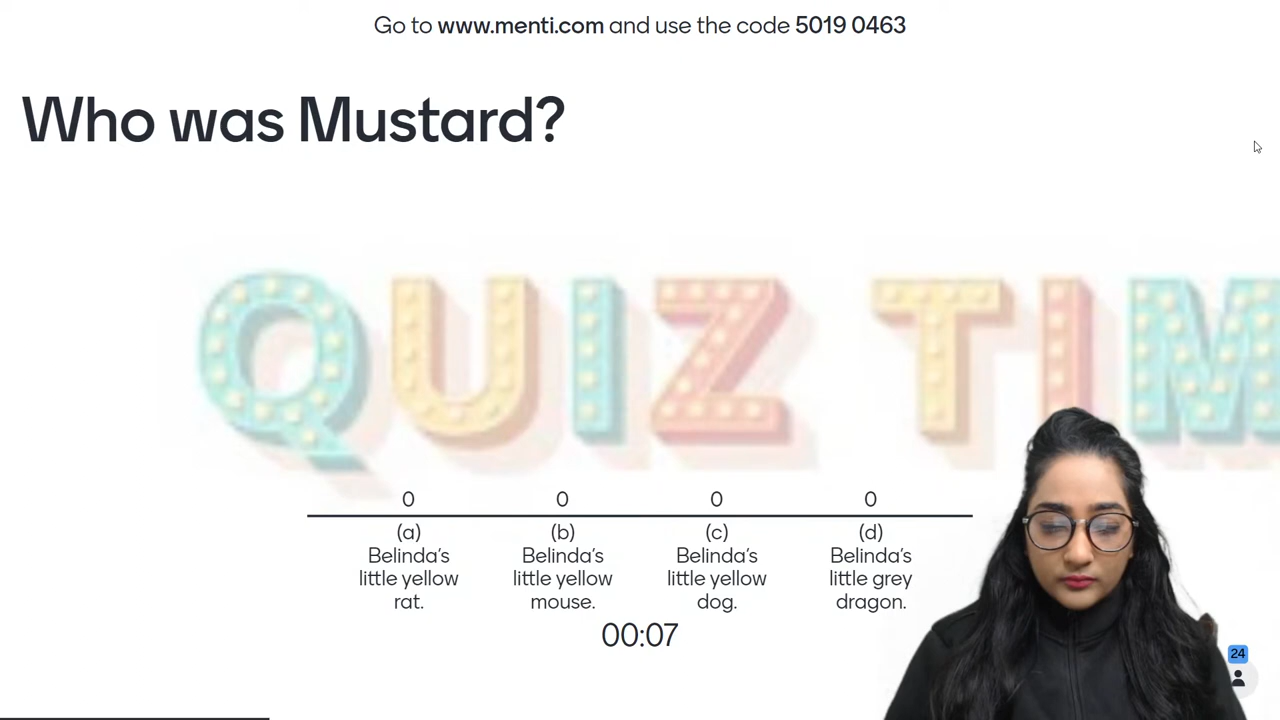 Go to www.menti.com and use the code 5019 0463
Who was Mustard?
QUIZ TIM
0
0
0
0
(a)
Belinda's
little yellow
rat.
(b)
Belinda's
little yellow
mouse.
(c)
Belinda's
little yellow
dog.
(d)
Belinda's
little grey
dragon.
00:07
24